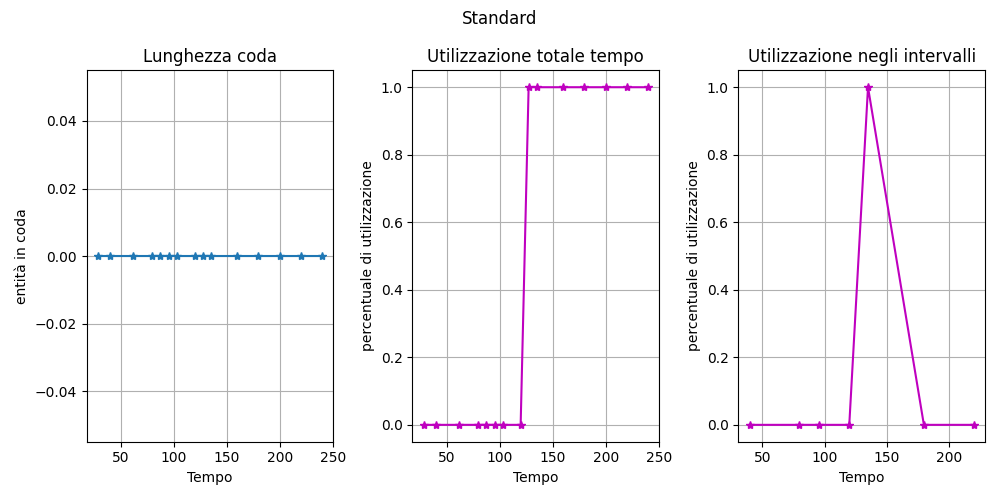 Standard
Lunghezza coda
Utilizzazione totale tempo
Utilizzazione negli intervalli
entità in coda
0.04
0.02
0.00
−0.02
−0.04
50 100 150 200 250
Tempo
percentuale di utilizzazione
1.0
0.8
0.6
0.4
0.2
0.0
50 100 150 200 250
Tempo
percentuale di utilizzazione
1.0
0.8
0.6
0.4
0.2
0.0
50 100 150 200
Tempo